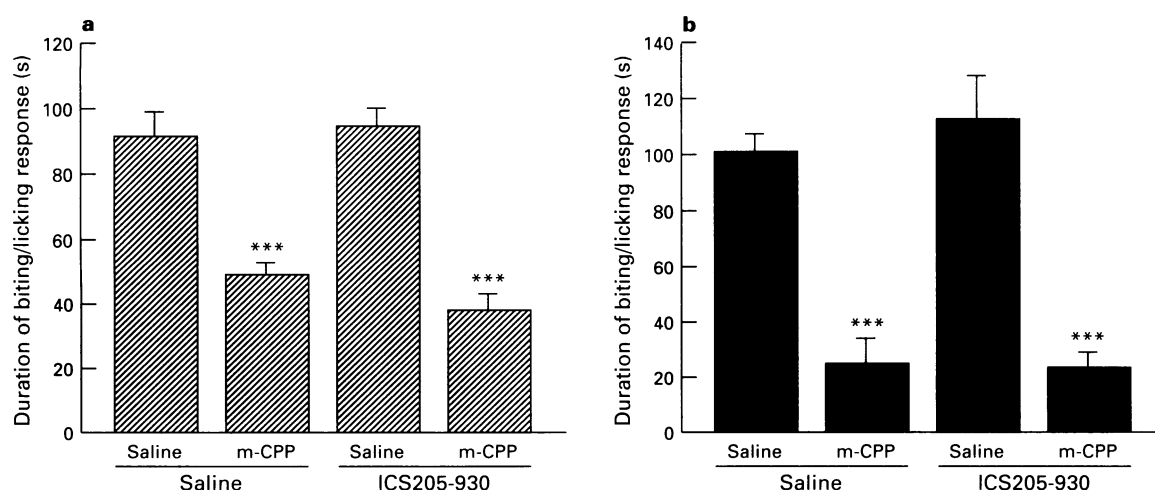 a
Duration of biting/licking response (s)
120
100
80
60
40
20
0
***
***
Saline m-CPP Saline m-CPP
Saline ICS205-930
b
Duration of biting/licking response (s)
140
120
100
80
60
40
20
0
***
***
Saline m-CPP Saline m-CPP
Saline ICS205-930